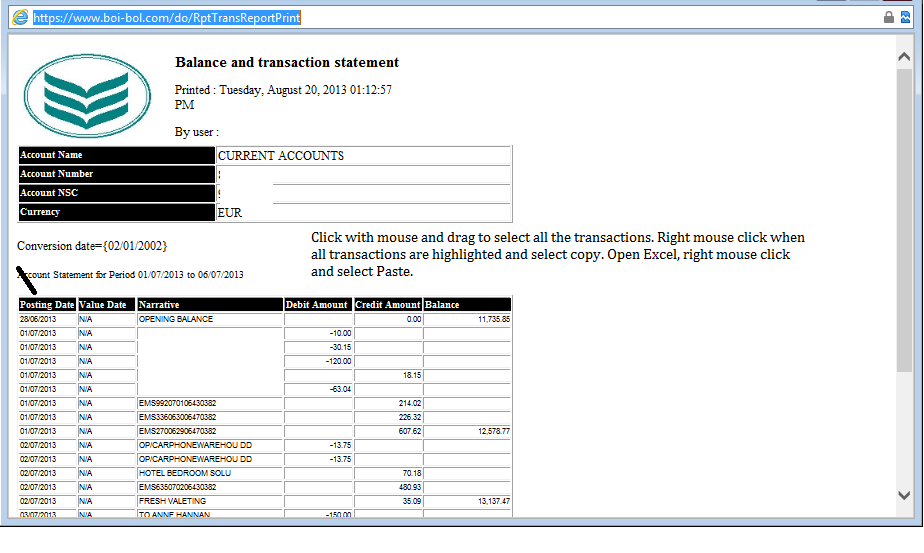 https://www.boi-bol.com/do/RptTransReportPrint
Balance and transaction statement
Printed : Tuesday, August 20, 2013 01:12:57
PM
By user :
Account Name CURRENT ACCOUNTS
Account Number
Account NSC
Currency EUR
Conversion date={02/01/2002}
Click with mouse and drag to select all the transactions. Right mouse click when
all transactions are highlighted and select copy. Open Excel, right mouse click
and select Paste.
Account Statement for Period 01/07/2013 to 06/07/2013
Posting Date Value Date Narrative Debit Amount Credit Amount Balance
28/06/2013 N/A OPENING BALANCE 0.00 11,735.85
01/07/2013 N/A -10.00
01/07/2013 N/A -30.15
01/07/2013 N/A -120.00
01/07/2013 N/A 18.15
01/07/2013 N/A -63.04
01/07/2013 N/A EMS992070106430382 214.02
01/07/2013 N/A EMS336063006470382 226.32
01/07/2013 N/A EMS270062906470382 607.62 12,578.77
02/07/2013 N/A OP/CARPHONEWAREHOU DD -13.75
02/07/2013 N/A OP/CARPHONEWAREHOU DD -13.75
02/07/2013 N/A HOTEL BEDROOM SOLU 70.18
02/07/2013 N/A EMS635070206430382 480.93
02/07/2013 N/A FRESH VALETING 35.09 13,137.47
03/07/2013 N/A TO ANNE HANNAN -150.00